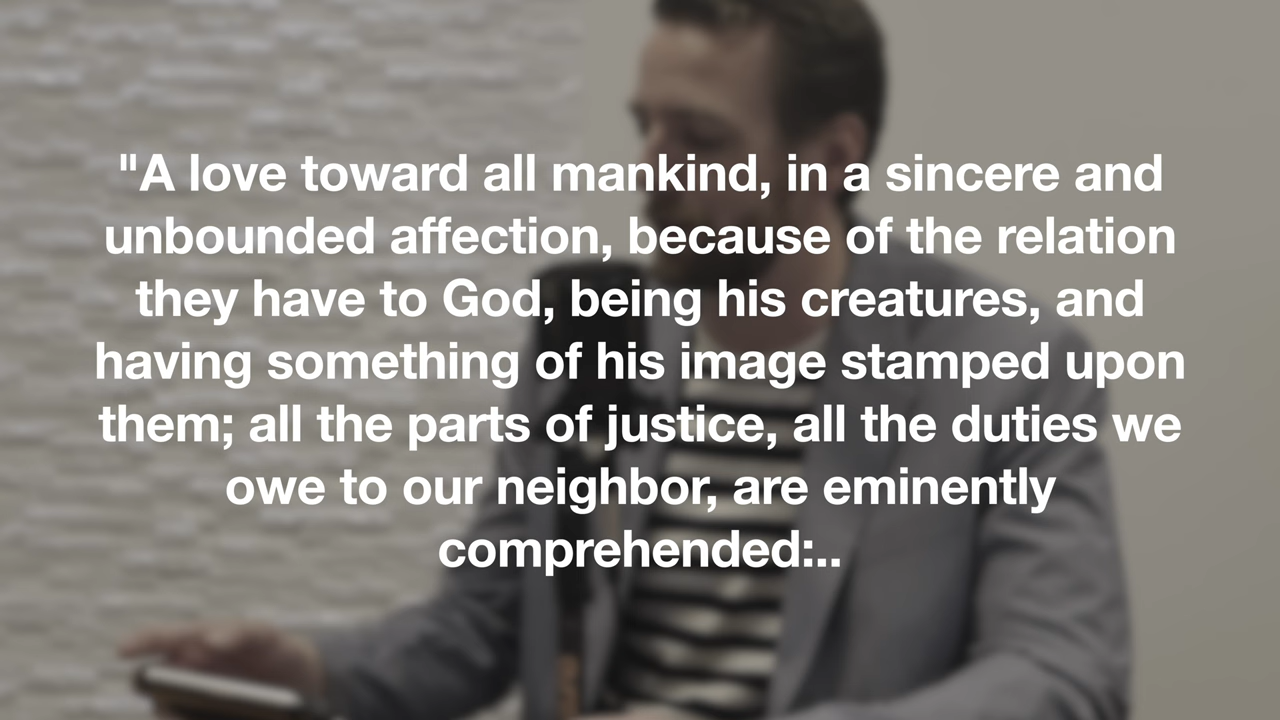 "A love toward all mankind, in a sincere and
unbounded affection, because of the relation
they have to God, being his creatures, and
having something of his image stamped upon
them; all the parts of justice, all the duties we
owe to our neighbor, are eminently
comprehended:..